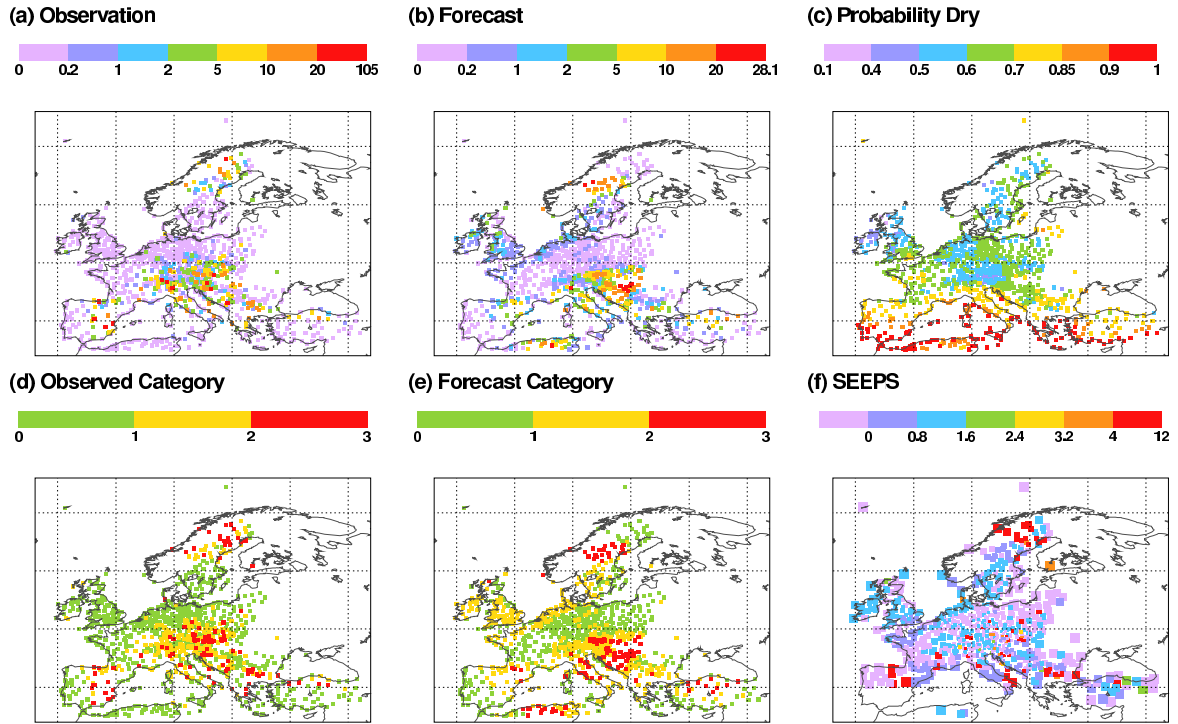 (a) Observation (b) Forecast (c) Probability Dry
0 0.2 1 2 5 10 20 105 0 0.2 1 2 5 10 20 28.1 0.1 0.4 0.5 0.6 0.7 0.85 0.9 1
(d) Observed Category (e) Forecast Category (f) SEEPS
0 1 2 3 0 1 2 3 0 0.8 1.6 2.4 3.2 4 12